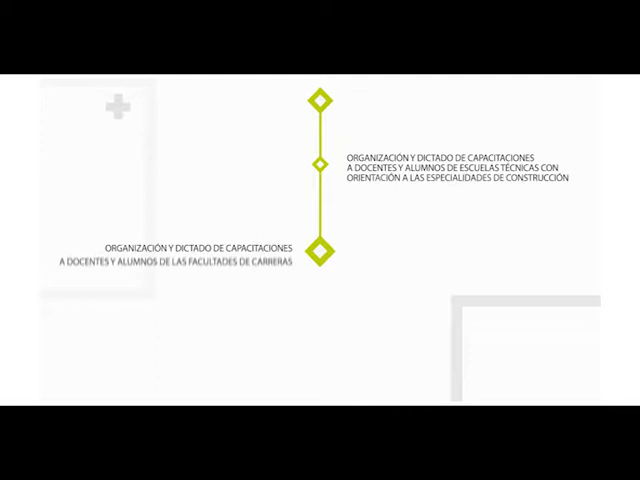 ORGANIZACIÓN Y DICTADO DE CAPACITACIONES
A DOCENTES Y ALUMNOS DE ESCUELAS TÉCNICAS CON
ORIENTACIÓN A LAS ESPECIALIDADES DE CONSTRUCCIÓN
ORGANIZACIÓN Y DICTADO DE CAPACITACIONES
A DOCENTES Y ALUMNOS DE LAS FACULTADES DE CARRERAS